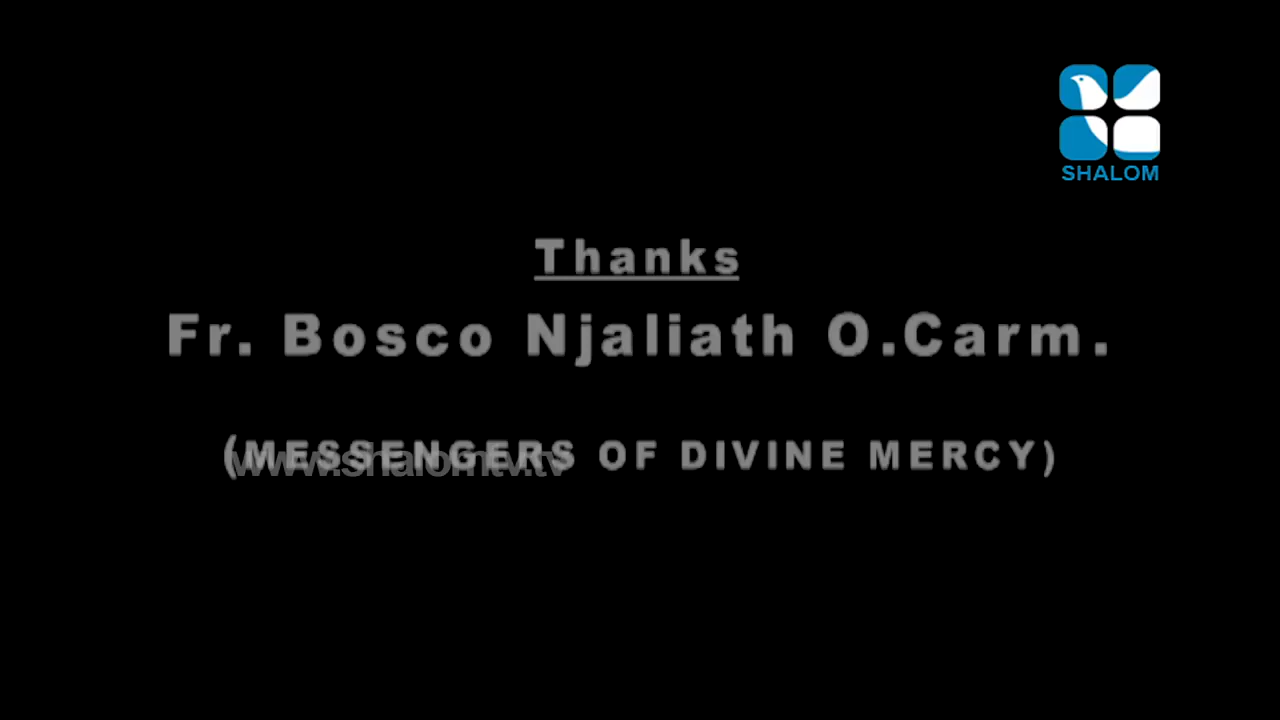 SHALOM
Thanks
Fr. Bosco Njaliath O.Carm.
(MESSENGERS OF DIVINE MERCY)
www.shalomtv.tv